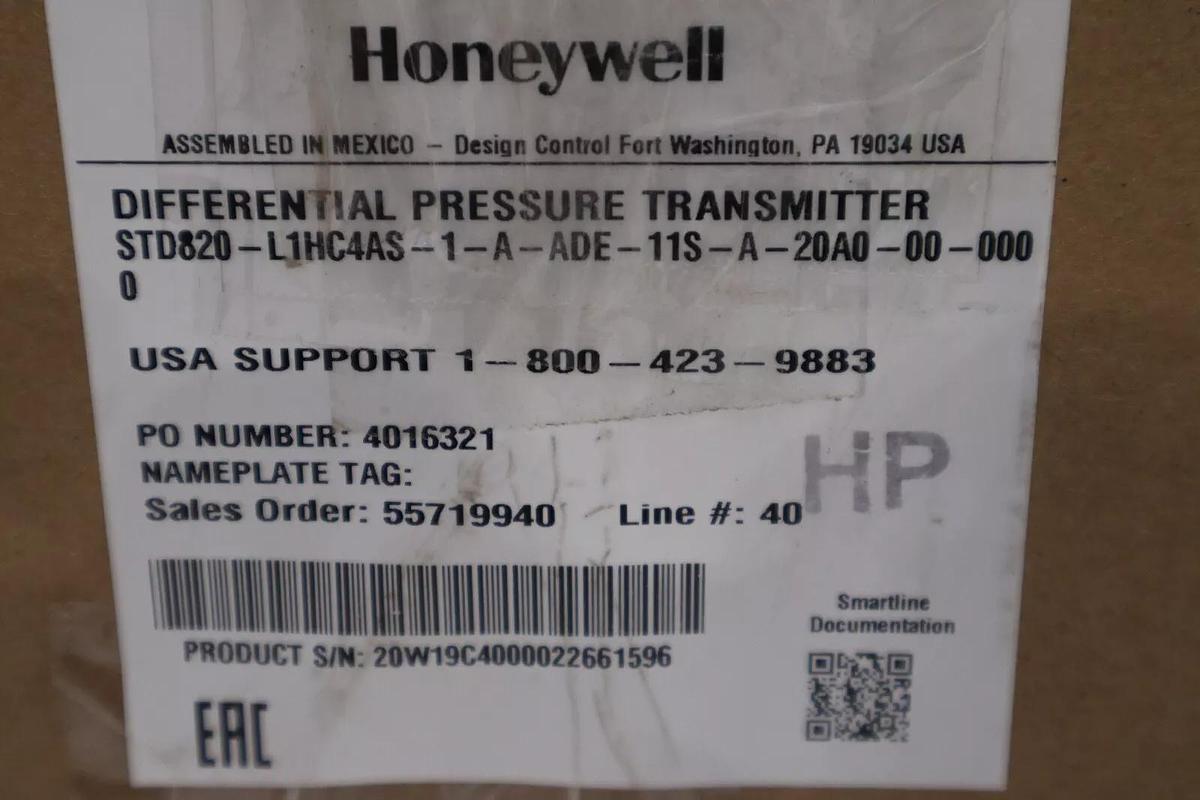 Honeywell
ASSEMBLED IN MEXICO – Design Control Fort Washington, PA 19034 USA
DIFFERENTIAL PRESSURE TRANSMITTER
STD820-L1HC4AS-1-A-ADE-11S-A-20A0-00-000
0
USA SUPPORT 1-800-423-9883
PO NUMBER: 4016321
NAMEPLATE TAG:
HP
Sales Order: 55719940 Line #: 40
Smartline
Documentation
PRODUCT S/N: 20W19C4000022661596
EAC